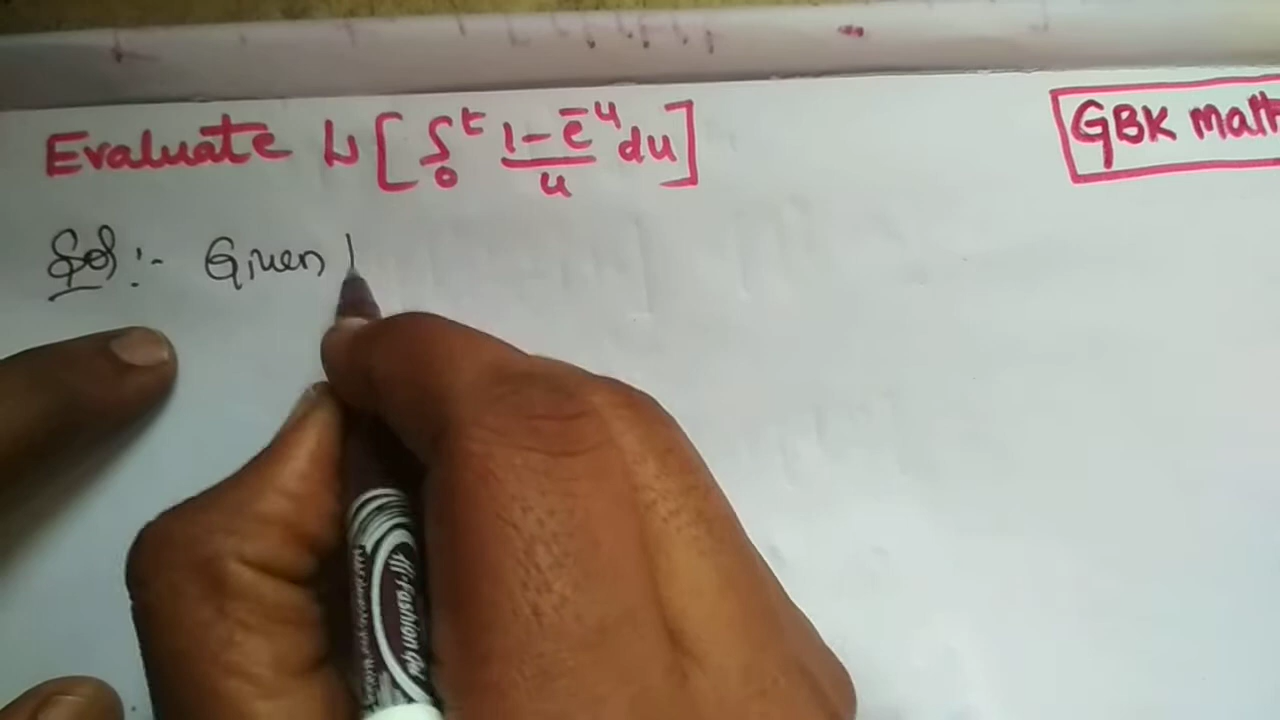 Evaluate L[∫₀ᵗ (1-e⁻ᵘ)/u du]
GBK Math
Sol:- Given